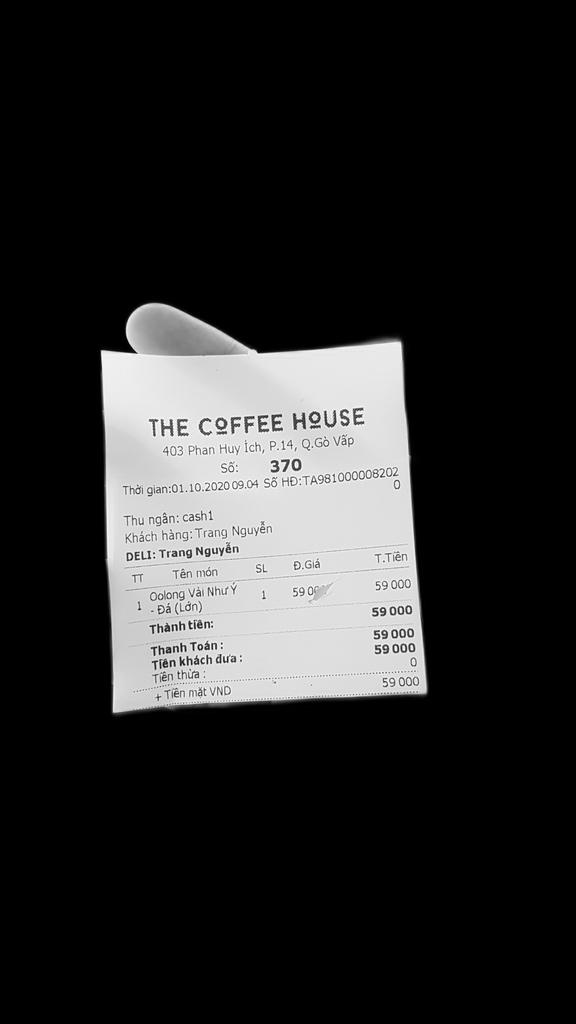 THE COFFEE HOUSE
403 Phan Huy Ích, P.14, Q.Gò Vấp
Số: 370
Thời gian:01.10.2020 09.04 Số HĐ:TA981000008202
0
Thu ngân: cash1
Khách hàng: Trang Nguyễn
DELI: Trang Nguyễn
TT Tên món SL Đ.Giá T.Tiền
1 Oolong Vải Như Ý 1 59 000 59 000
- Đá (Lớn)
Thành tiền: 59 000
Thanh Toán : 59 000
Tiền khách đưa : 59 000
Tiền thừa : 0
+ Tiền mặt VND 59 000